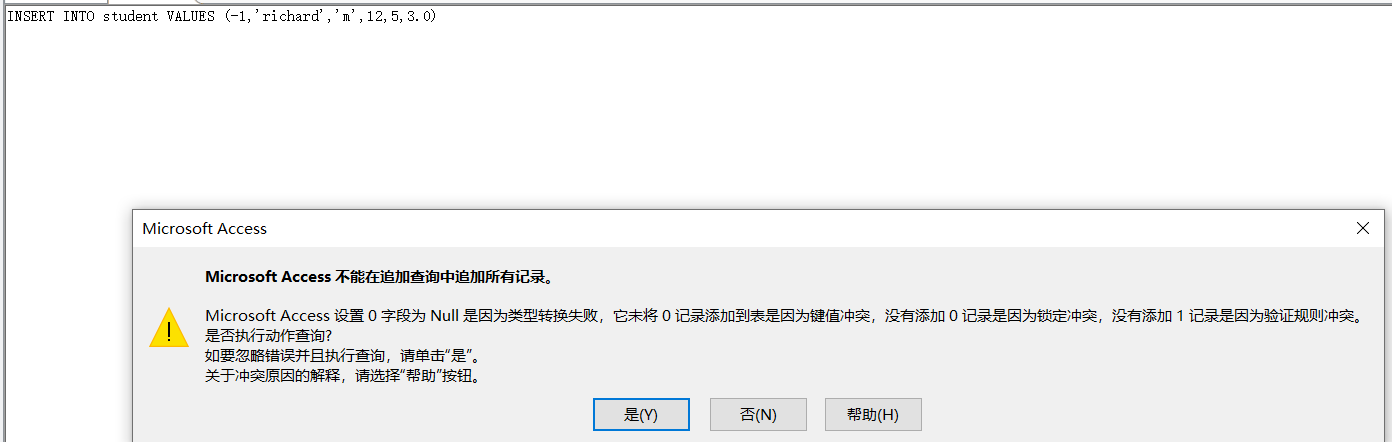 INSERT INTO student VALUES (-1,'richard','m',12,5,3.0)
Microsoft Access
Microsoft Access 不能在追加查询中追加所有记录。
Microsoft Access 设置 0 字段为 Null 是因为类型转换失败，它未将 0 记录添加到表是因为键值冲突，没有添加 0 记录是因为锁定冲突，没有添加 1 记录是因为验证规则冲突。
是否执行动作查询?
如要忽略错误并且执行查询，请单击“是”。
关于冲突原因的解释，请选择“帮助”按钮。
是(Y) 否(N) 帮助(H)